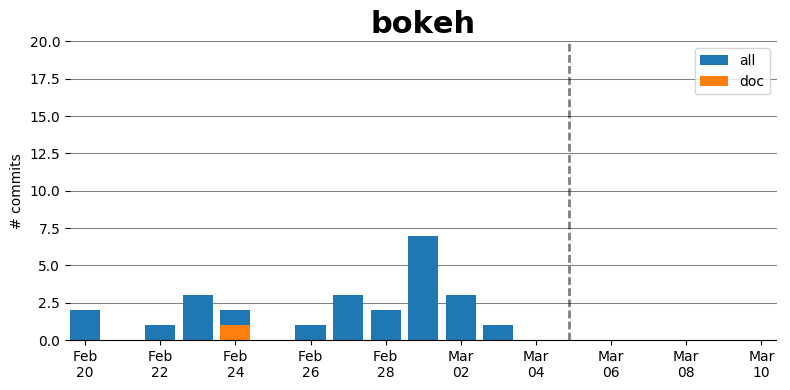 bokeh
20.0
17.5
15.0
12.5
10.0
7.5
5.0
2.5
0.0
# commits
all
doc
Feb 20
Feb 22
Feb 24
Feb 26
Feb 28
Mar 02
Mar 04
Mar 06
Mar 08
Mar 10